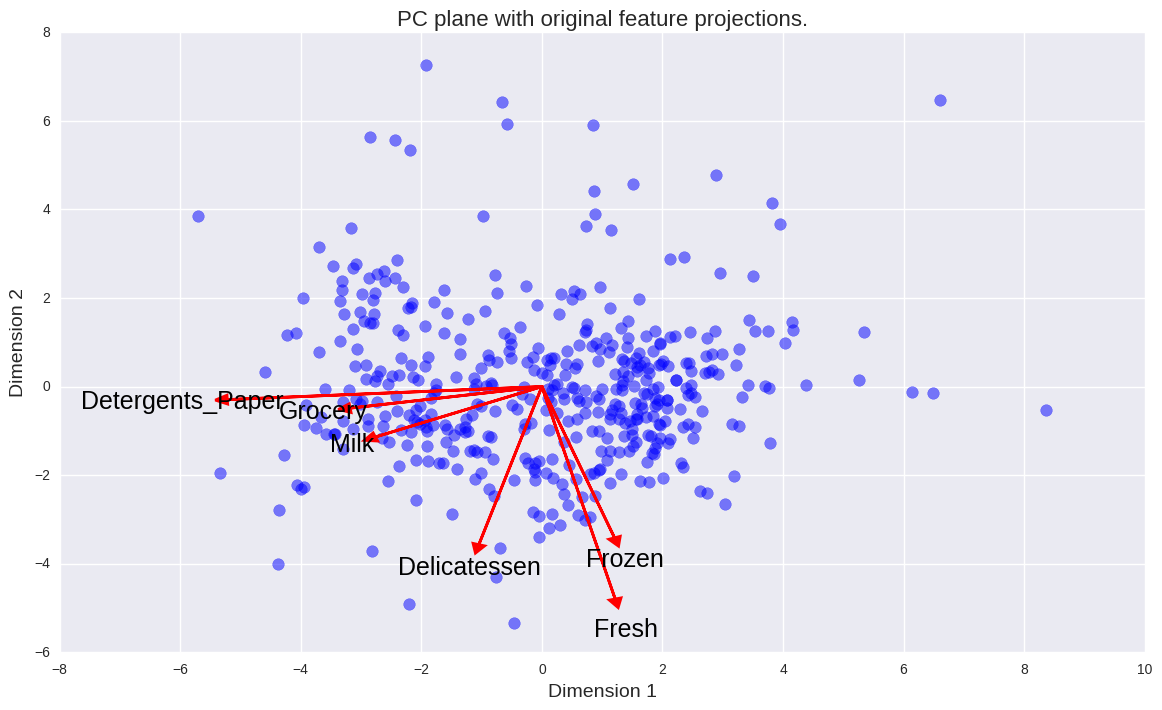 PC plane with original feature projections.
8
6
4
2
0
−2
−4
−6
Dimension 2
Detergents_Paper
Grocery
Milk
Delicatessen
Frozen
Fresh
−8 −6 −4 −2 0 2 4 6 8 10
Dimension 1